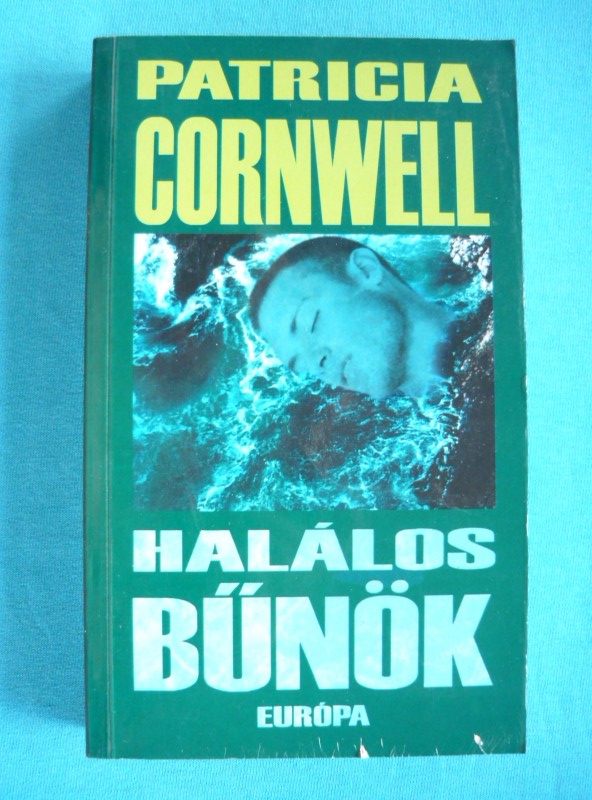 PATRICIA
CORNWELL
HALÁLOS
BŰNÖK
EURÓPA